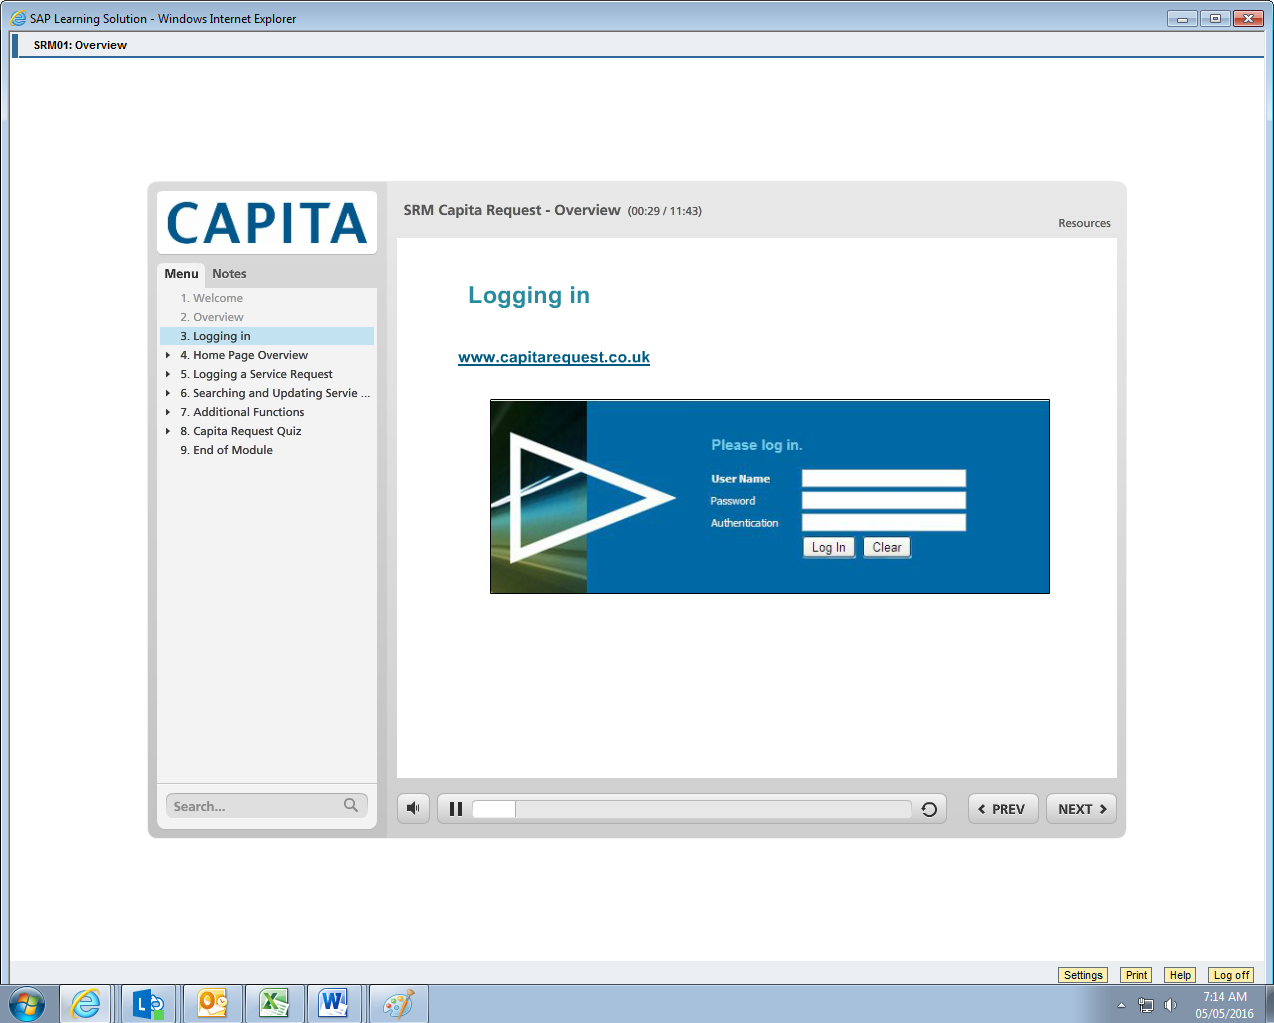 SAP Learning Solution - Windows Internet Explorer
SRM01: Overview
CAPITA
SRM Capita Request - Overview (00:29 / 11:43)
Resources
Menu Notes
1. Welcome
2. Overview
3. Logging in
4. Home Page Overview
5. Logging a Service Request
6. Searching and Updating Servie ...
7. Additional Functions
8. Capita Request Quiz
9. End of Module
Logging in
www.capitarequest.co.uk
Please log in.
User Name
Password
Authentication
Log In Clear
Search...
PREV NEXT
Settings Print Help Log off
7:14 AM
05/05/2016